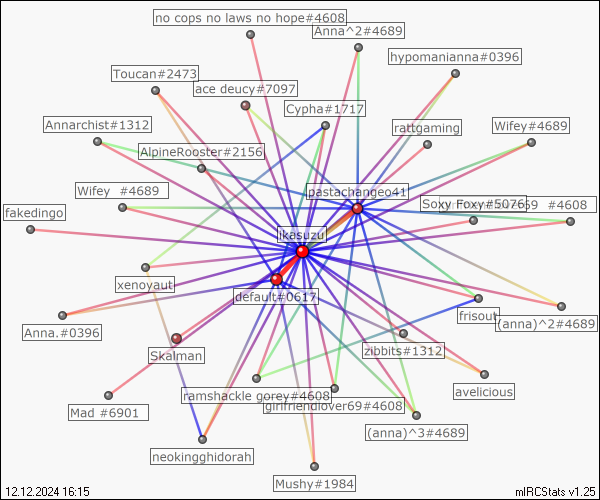 no cops no laws no hope#4608
Anna^2#4689
hypomanianna#0396
Toucan#2473
ace deucy#7097
Cypha#1717
Annarchist#1312
rattgaming
Wifey#4689
AlpineRooster#2156
pastachangeo41
Wifey #4689
Soxy Foxy#5076
69 #4608
fakedingo
ikasuzu
xenoyaut
default#0617
frisout
(anna)^2#4689
Anna.#0396
Skalman
zibbits#1312
avelicious
ramshackle gorey#4608
girlfriendlover69#4608
Mad #6901
(anna)^3#4689
neokingghidorah
Mushy#1984
12.12.2024 16:15
mIRCStats v1.25